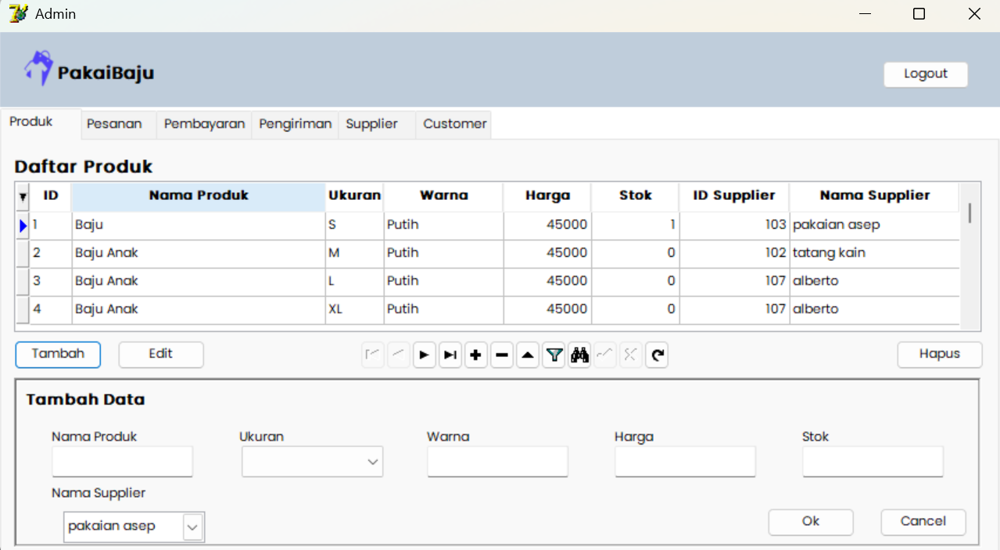 Admin
PakaiBaju
Logout
Produk Pesanan Pembayaran Pengiriman Supplier Customer
Daftar Produk
ID Nama Produk Ukuran Warna Harga Stok ID Supplier Nama Supplier
1 Baju S Putih 45000 1 103 pakaian asep
2 Baju Anak M Putih 45000 0 102 tatang kain
3 Baju Anak L Putih 45000 0 107 alberto
4 Baju Anak XL Putih 45000 0 107 alberto
Tambah Edit Hapus
Tambah Data
Nama Produk Ukuran Warna Harga Stok
Nama Supplier
pakaian asep Ok Cancel